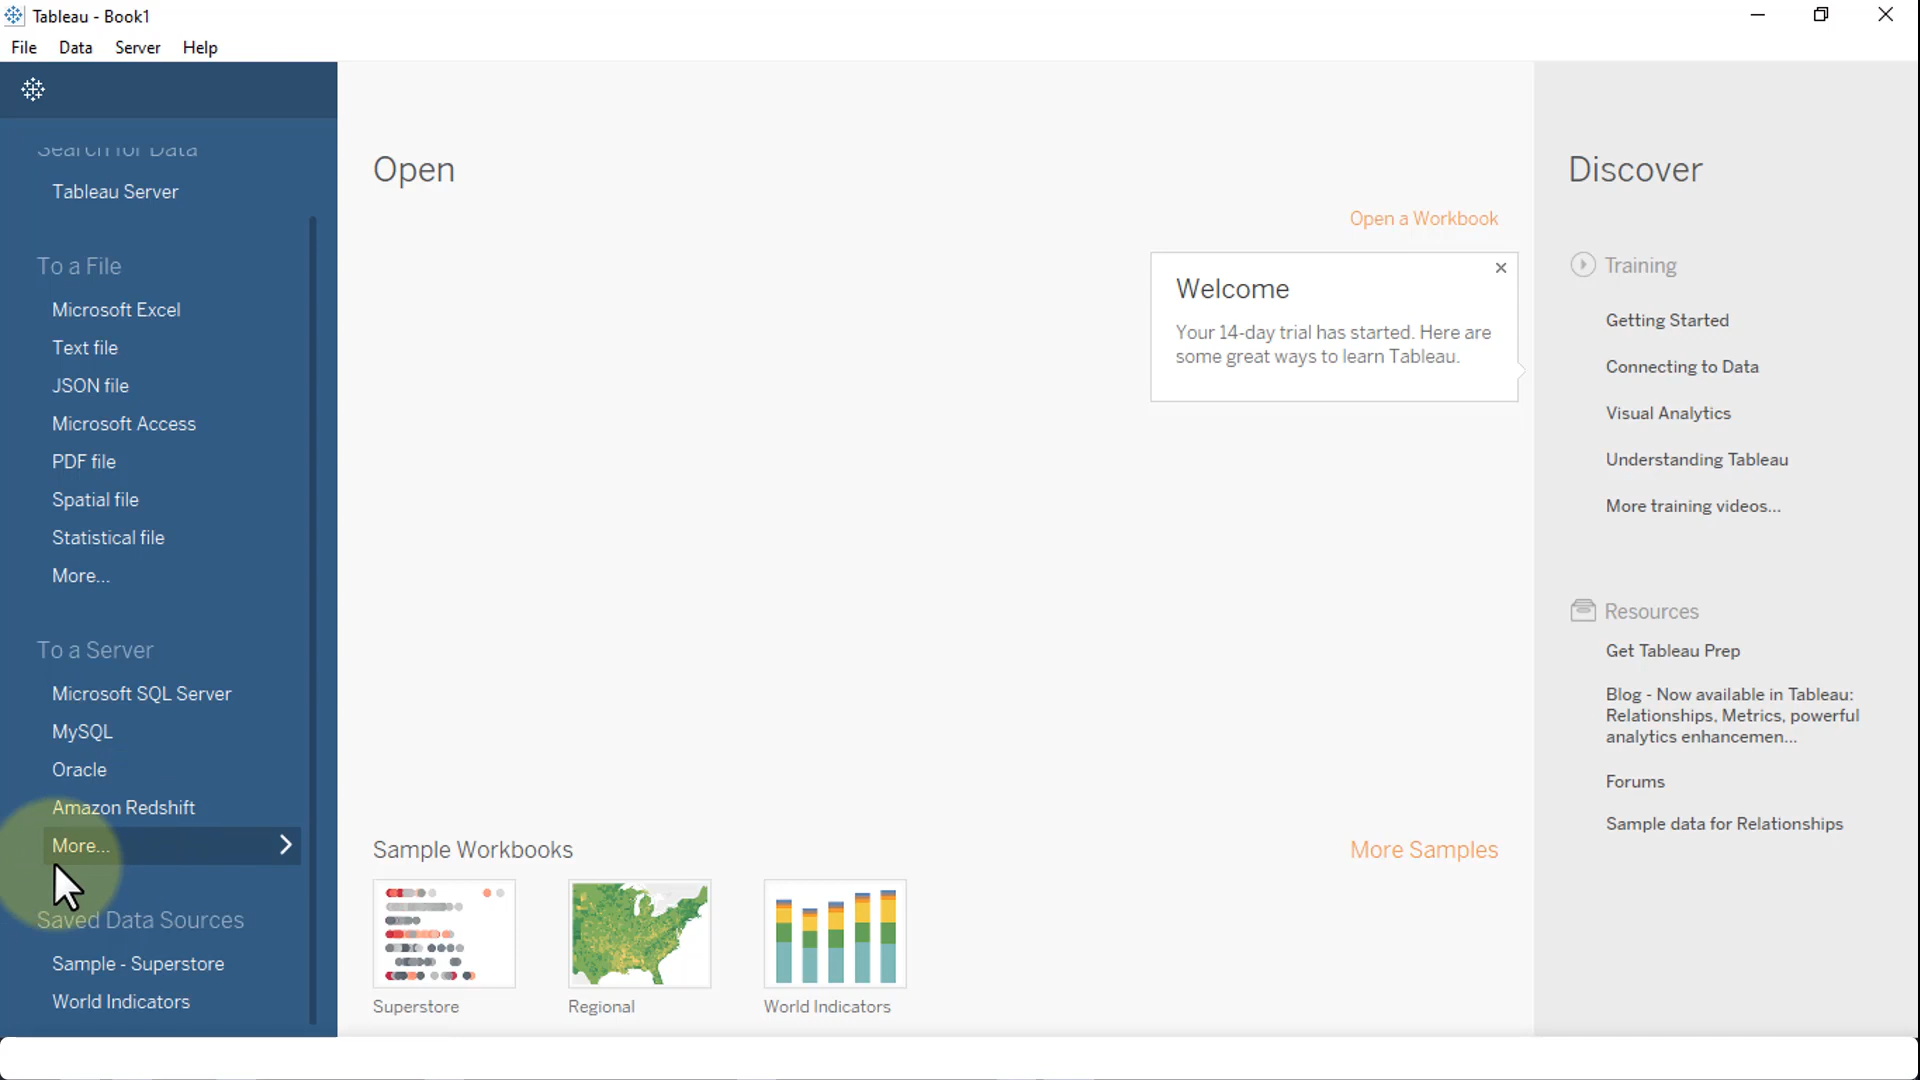 Tableau - Book1
File Data Server Help
Search for Data
Tableau Server
To a File
Microsoft Excel
Text file
JSON file
Microsoft Access
PDF file
Spatial file
Statistical file
More...
To a Server
Microsoft SQL Server
MySQL
Oracle
Amazon Redshift
More...
Saved Data Sources
Sample - Superstore
World Indicators
Open
Open a Workbook
Welcome
Your 14-day trial has started. Here are
some great ways to learn Tableau.
Sample Workbooks
More Samples
Superstore
Regional
World Indicators
Discover
Training
Getting Started
Connecting to Data
Visual Analytics
Understanding Tableau
More training videos...
Resources
Get Tableau Prep
Blog - Now available in Tableau:
Relationships, Metrics, powerful
analytics enhancemen...
Forums
Sample data for Relationships